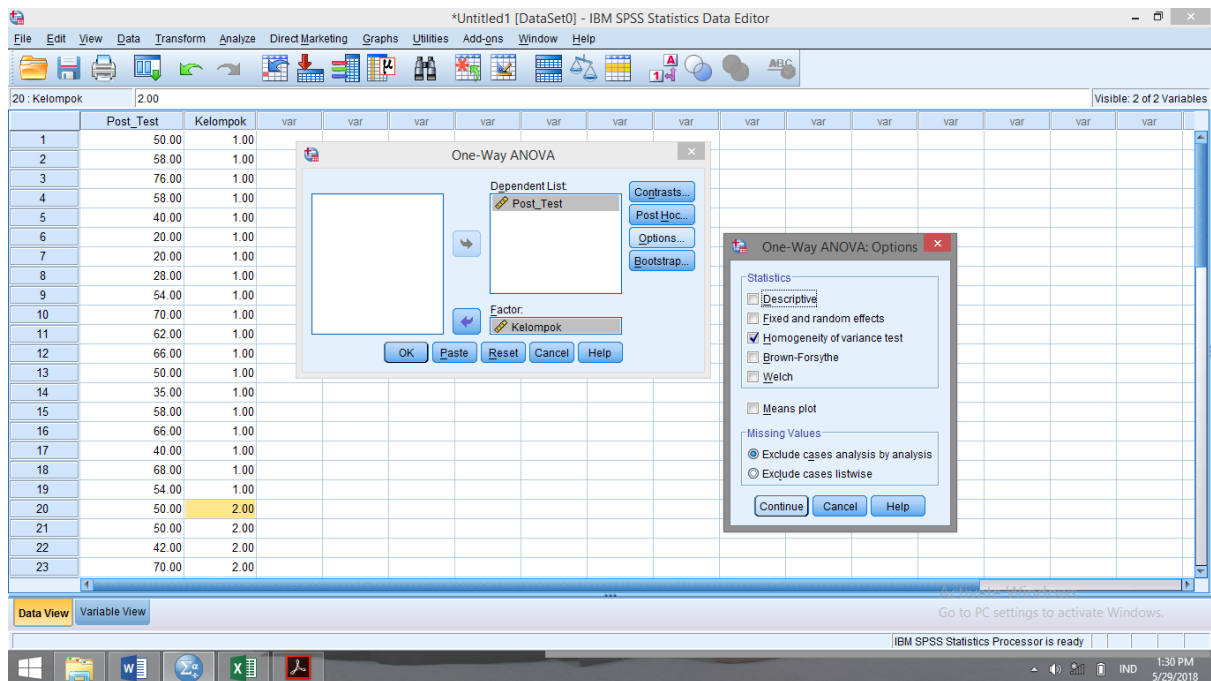 *Untitled1 [DataSet0] - IBM SPSS Statistics Data Editor
File Edit View Data Transform Analyze Direct Marketing Graphs Utilities Add-ons Window Help
20 : Kelompok 2.00 Visible: 2 of 2 Variables
Post_Test Kelompok var var var var var var var var var var var var var var
1 50.00 1.00
2 58.00 1.00
3 76.00 1.00
4 58.00 1.00
5 40.00 1.00
6 20.00 1.00
7 20.00 1.00
8 28.00 1.00
9 54.00 1.00
10 70.00 1.00
11 62.00 1.00
12 66.00 1.00
13 50.00 1.00
14 35.00 1.00
15 58.00 1.00
16 66.00 1.00
17 40.00 1.00
18 68.00 1.00
19 54.00 1.00
20 50.00 2.00
21 50.00 2.00
22 42.00 2.00
23 70.00 2.00
One-Way ANOVA
Dependent List:
Post_Test
Contrasts...
Post Hoc...
Options...
Bootstrap...
Factor:
Kelompok
OK Paste Reset Cancel Help
One-Way ANOVA: Options
Statistics
Descriptive
Fixed and random effects
Homogeneity of variance test
Brown-Forsythe
Welch
Means plot
Missing Values
Exclude cases analysis by analysis
Exclude cases listwise
Continue Cancel Help
Data View Variable View
Go to PC settings to activate Windows.
IBM SPSS Statistics Processor is ready
IND 1:30 PM
5/29/2018